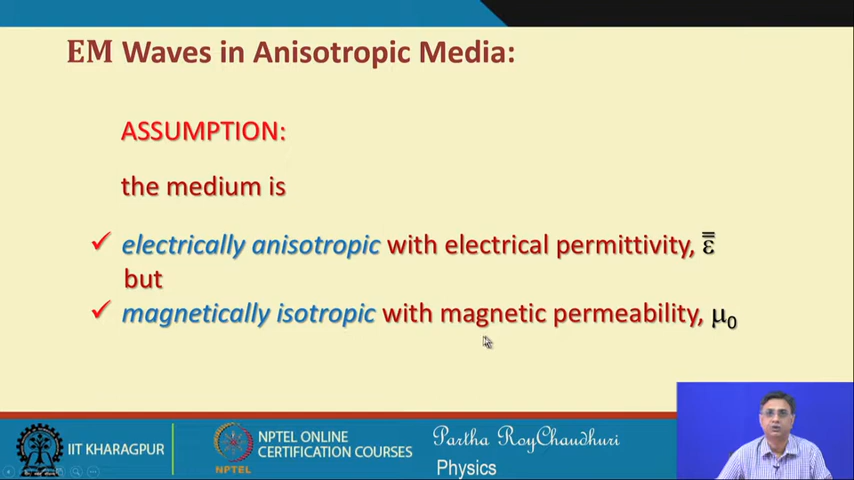 EM Waves in Anisotropic Media:
ASSUMPTION:
the medium is
✓ electrically anisotropic with electrical permittivity, ε̿
but
✓ magnetically isotropic with magnetic permeability, μ₀
IIT KHARAGPUR
NPTEL
NPTEL ONLINE
CERTIFICATION COURSES
Partha RoyChaudhuri
Physics